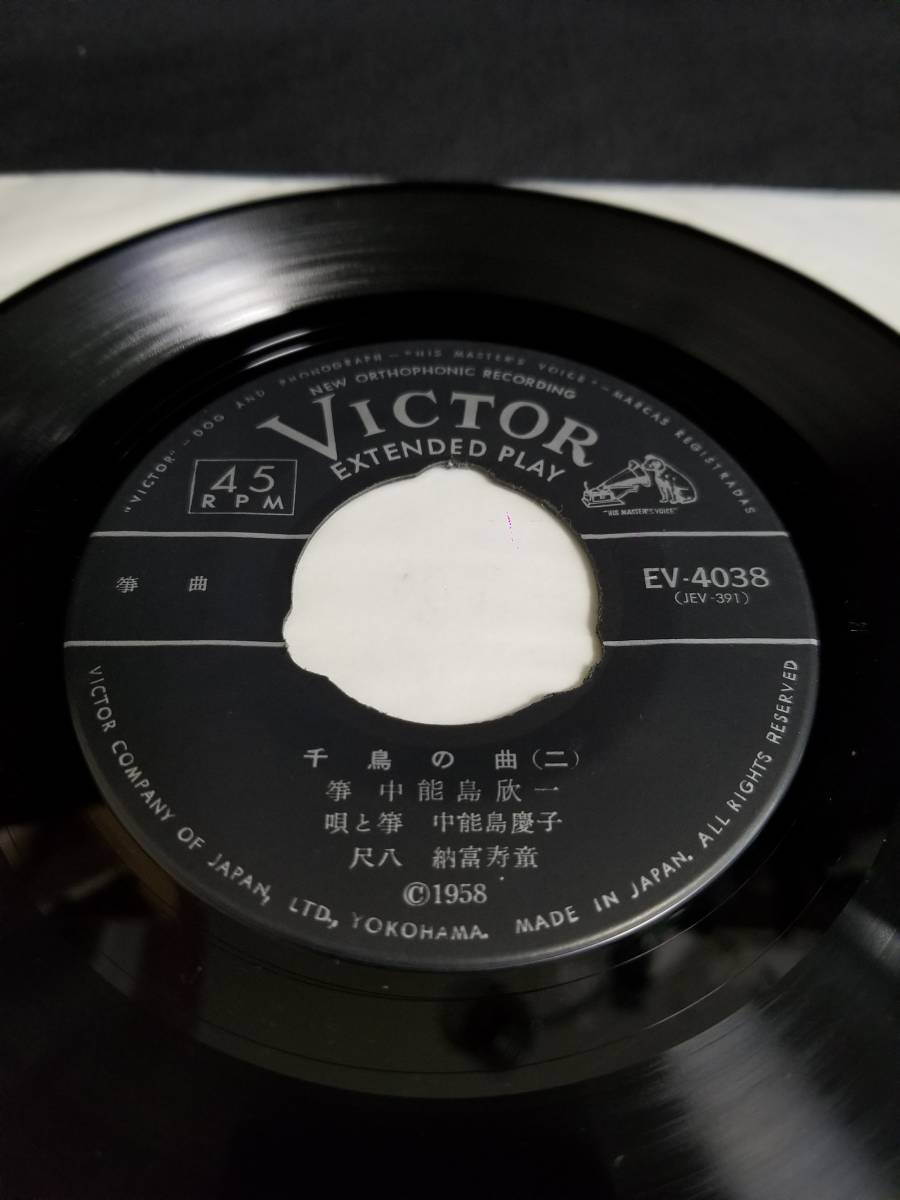 "VICTOR" — DOG AND PHONOGRAPH — "HIS MASTER'S VOICE" — MARCAS REGISTRADAS
NEW ORTHOPHONIC RECORDING
VICTOR
EXTENDED PLAY
45
RPM
"HIS MASTER'S VOICE"
箏曲
EV-4038
(JEV-391)
千鳥の曲(二)
箏 中能島欣一
唄と箏 中能島慶子
尺八 納富寿童
©1958
VICTOR COMPANY OF JAPAN, LTD., YOKOHAMA. MADE IN JAPAN. ALL RIGHTS RESERVED